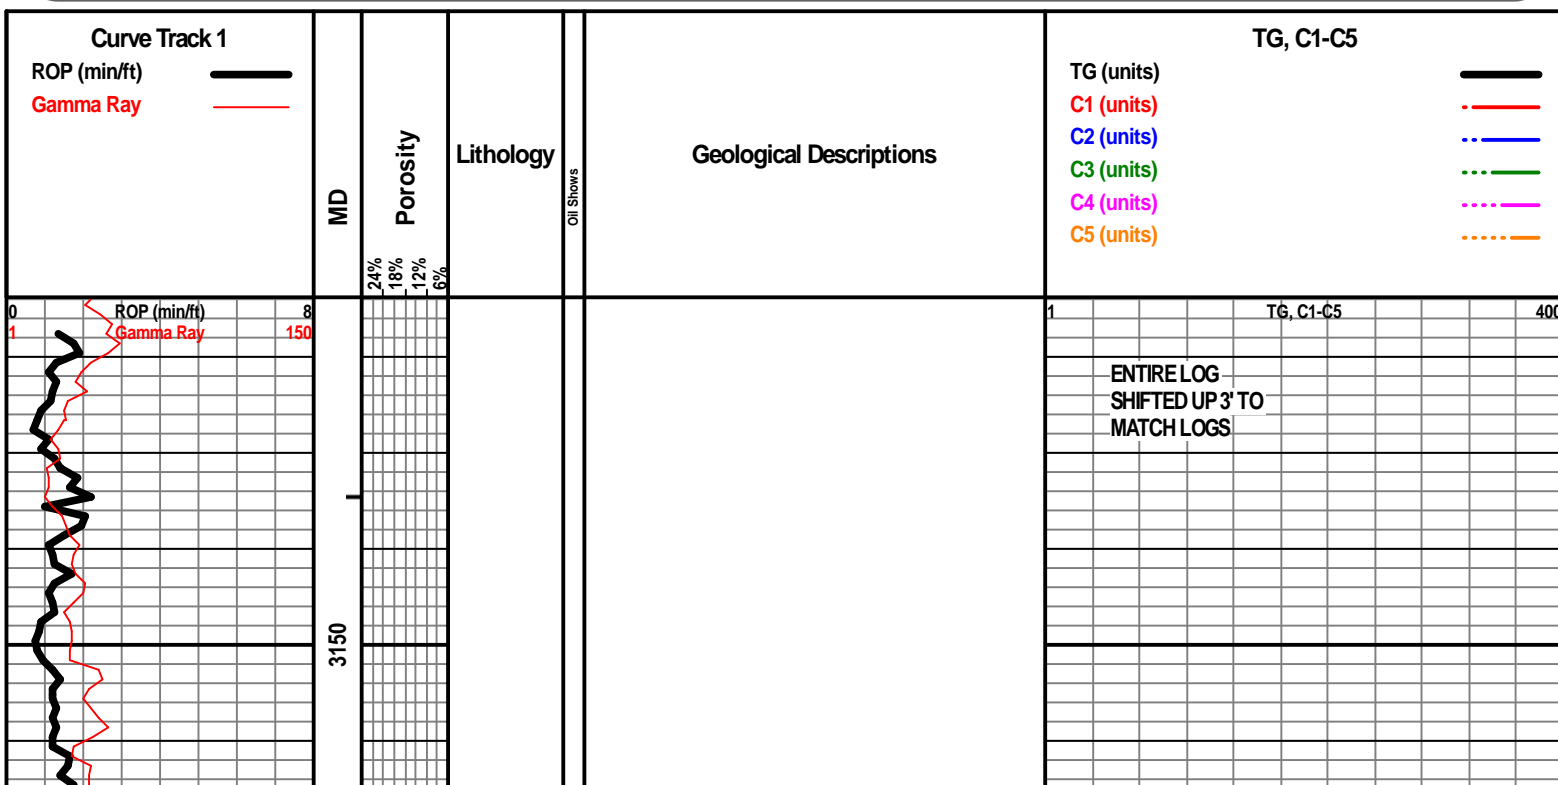 Curve Track 1
ROP (min/ft)
Gamma Ray
MD
Porosity
24%
18%
12%
6%
Lithology
Oil Shows
Geological Descriptions
TG, C1-C5
TG (units)
C1 (units)
C2 (units)
C3 (units)
C4 (units)
C5 (units)
0 ROP (min/ft) 8
1 Gamma Ray 150
1 TG, C1-C5 400
ENTIRE LOG
SHIFTED UP 3' TO
MATCH LOGS
3150